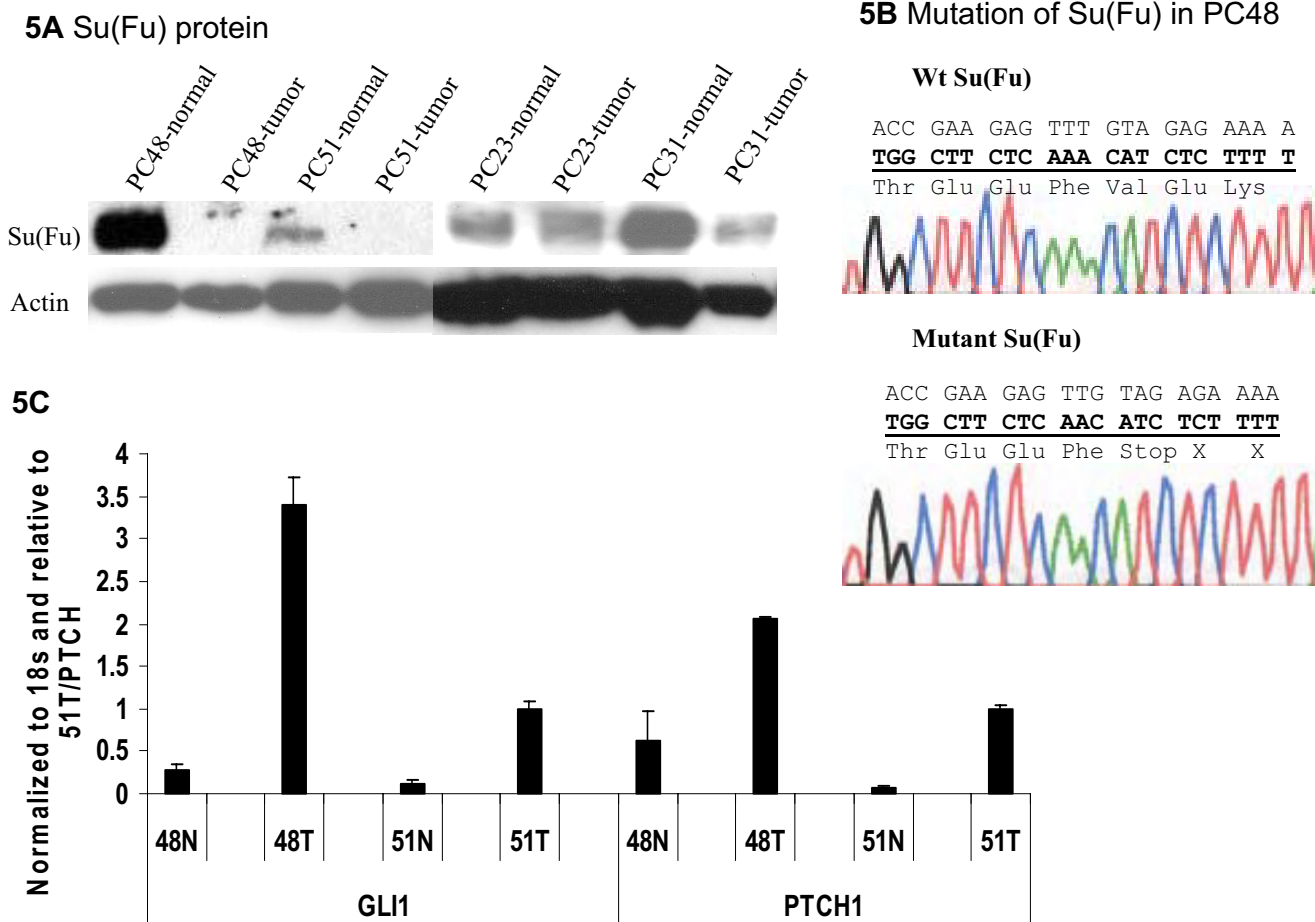 5A Su(Fu) protein
PC48-normal
PC48-tumor
PC51-normal
PC51-tumor
PC23-normal
PC23-tumor
PC31-normal
PC31-tumor
Su(Fu)
Actin
5B Mutation of Su(Fu) in PC48
Wt Su(Fu)
ACC GAA GAG TTT GTA GAG AAA A
TGG CTT CTC AAA CAT CTC TTT T
Thr Glu Glu Phe Val Glu Lys
Mutant Su(Fu)
ACC GAA GAG TTG TAG AGA AAA
TGG CTT CTC AAC ATC TCT TTT
Thr Glu Glu Phe Stop X X
5C
Normalized to 18s and relative to
51T/PTCH
4
3.5
3
2.5
2
1.5
1
0.5
0
48N 48T 51N 51T 48N 48T 51N 51T
GLI1 PTCH1